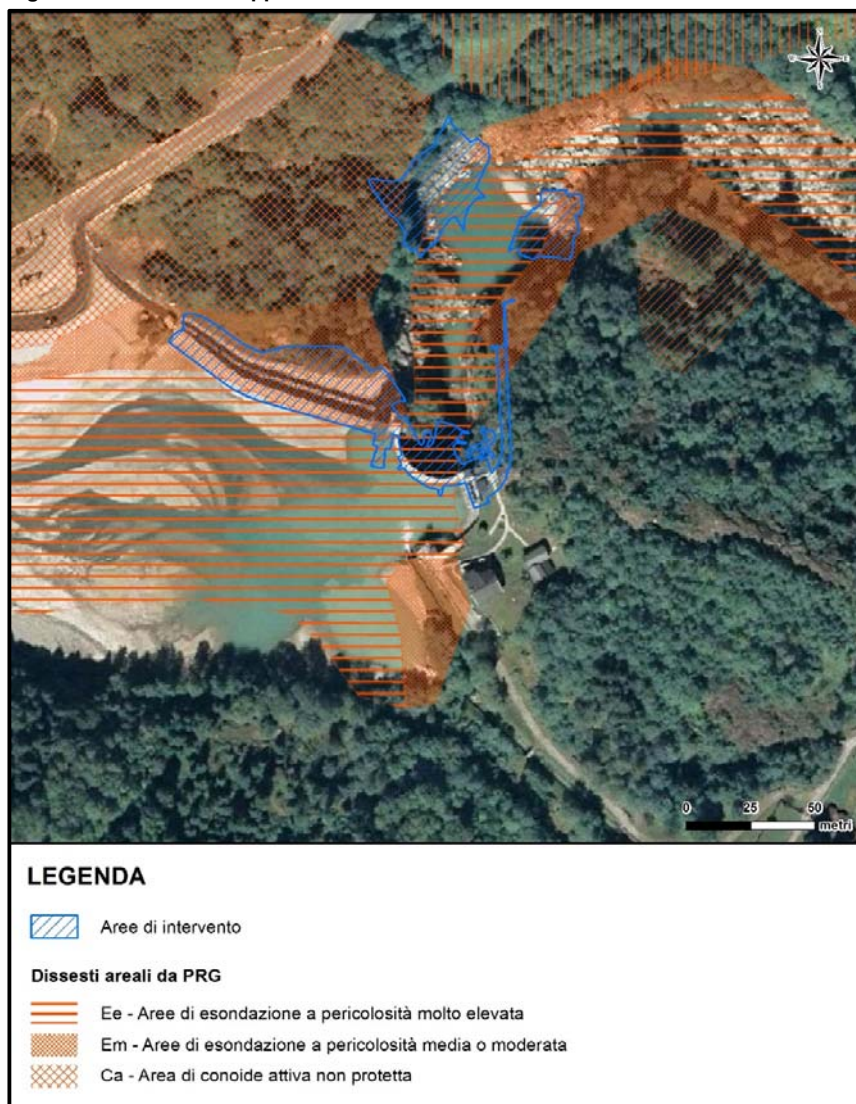 0 25 50
metri
LEGENDA
Aree di intervento
Dissesti areali da PRG
Ee - Aree di esondazione a pericolosità molto elevata
Em - Aree di esondazione a pericolosità media o moderata
Ca - Area di conoide attiva non protetta